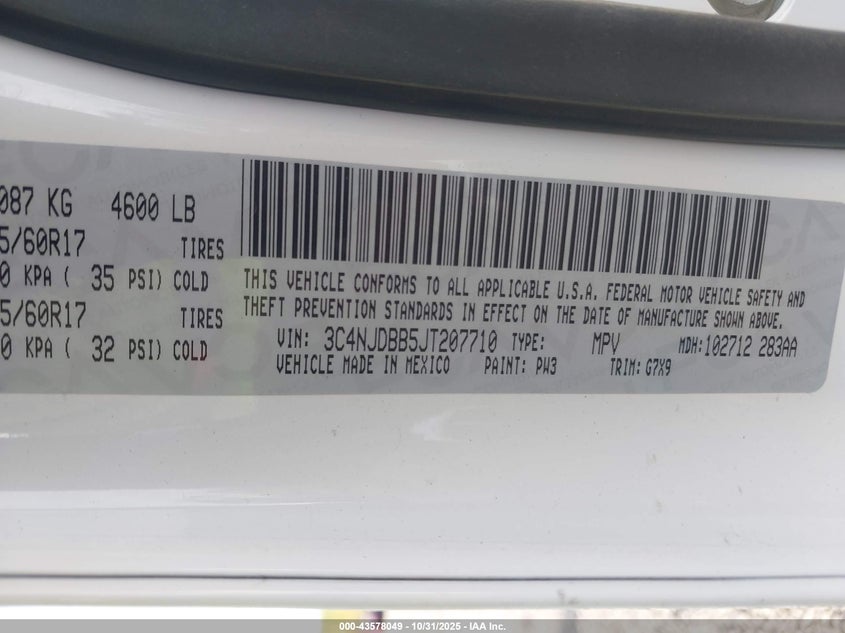 087 KG 4600 LB
5/60R17 TIRES
0 KPA ( 35 PSI) COLD
5/60R17 TIRES
0 KPA ( 32 PSI) COLD
THIS VEHICLE CONFORMS TO ALL APPLICABLE U.S.A. FEDERAL MOTOR VEHICLE SAFETY AND
THEFT PREVENTION STANDARDS IN EFFECT ON THE DATE OF MANUFACTURE SHOWN ABOVE.
VIN: 3C4NJDBB5JT207710 TYPE: MPV MDH:102712 283AA
VEHICLE MADE IN MEXICO PAINT: PW3 TRIM: G7X9
000-43578049 - 10/31/2025 - IAA Inc.